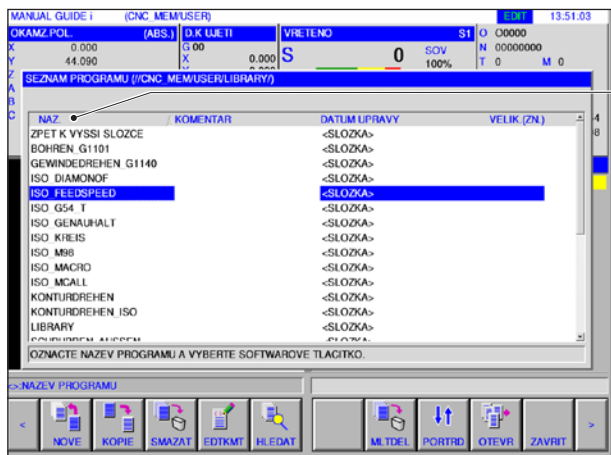 MANUAL GUIDE i (CNC_MEM/USER) EDIT 13:51:03
OKAMZ.POL. (ABS.) D.K UJETI VRETENO S1 O O0000
X 0.000 G 00 S 0 SOV N 00000000
Y 44.090 X 0.000 100% T 0 M 0
Z SEZNAM PROGRAMU (//CNC_MEM/USER/LIBRARY/)
A
B
C NAZ. / KOMENTAR DATUM UPRAVY VELIK.(ZN.) 4
ZPET K VYSSI SLOZCE <SLOZKA> 8
BOHREN_G1101 <SLOZKA>
GEWINDEDREHEN_G1140 <SLOZKA>
ISO_DIAMONOF <SLOZKA>
ISO_FEEDSPEED <SLOZKA>
ISO_G54_T <SLOZKA>
ISO_GENAUHALT <SLOZKA>
ISO_KREIS <SLOZKA>
ISO_M98 <SLOZKA>
ISO_MACRO <SLOZKA>
ISO_MCALL <SLOZKA>
KONTURDREHEN <SLOZKA>
KONTURDREHEN_ISO <SLOZKA>
LIBRARY <SLOZKA>
OZNACTE NAZEV PROGRAMU A VYBERTE SOFTWAROVE TLACITKO.
<>:NAZEV PROGRAMU
< NOVE KOPIE SMAZAT EDTKMT HLEDAT MLTDEL PORTRD OTEVR ZAVRIT >